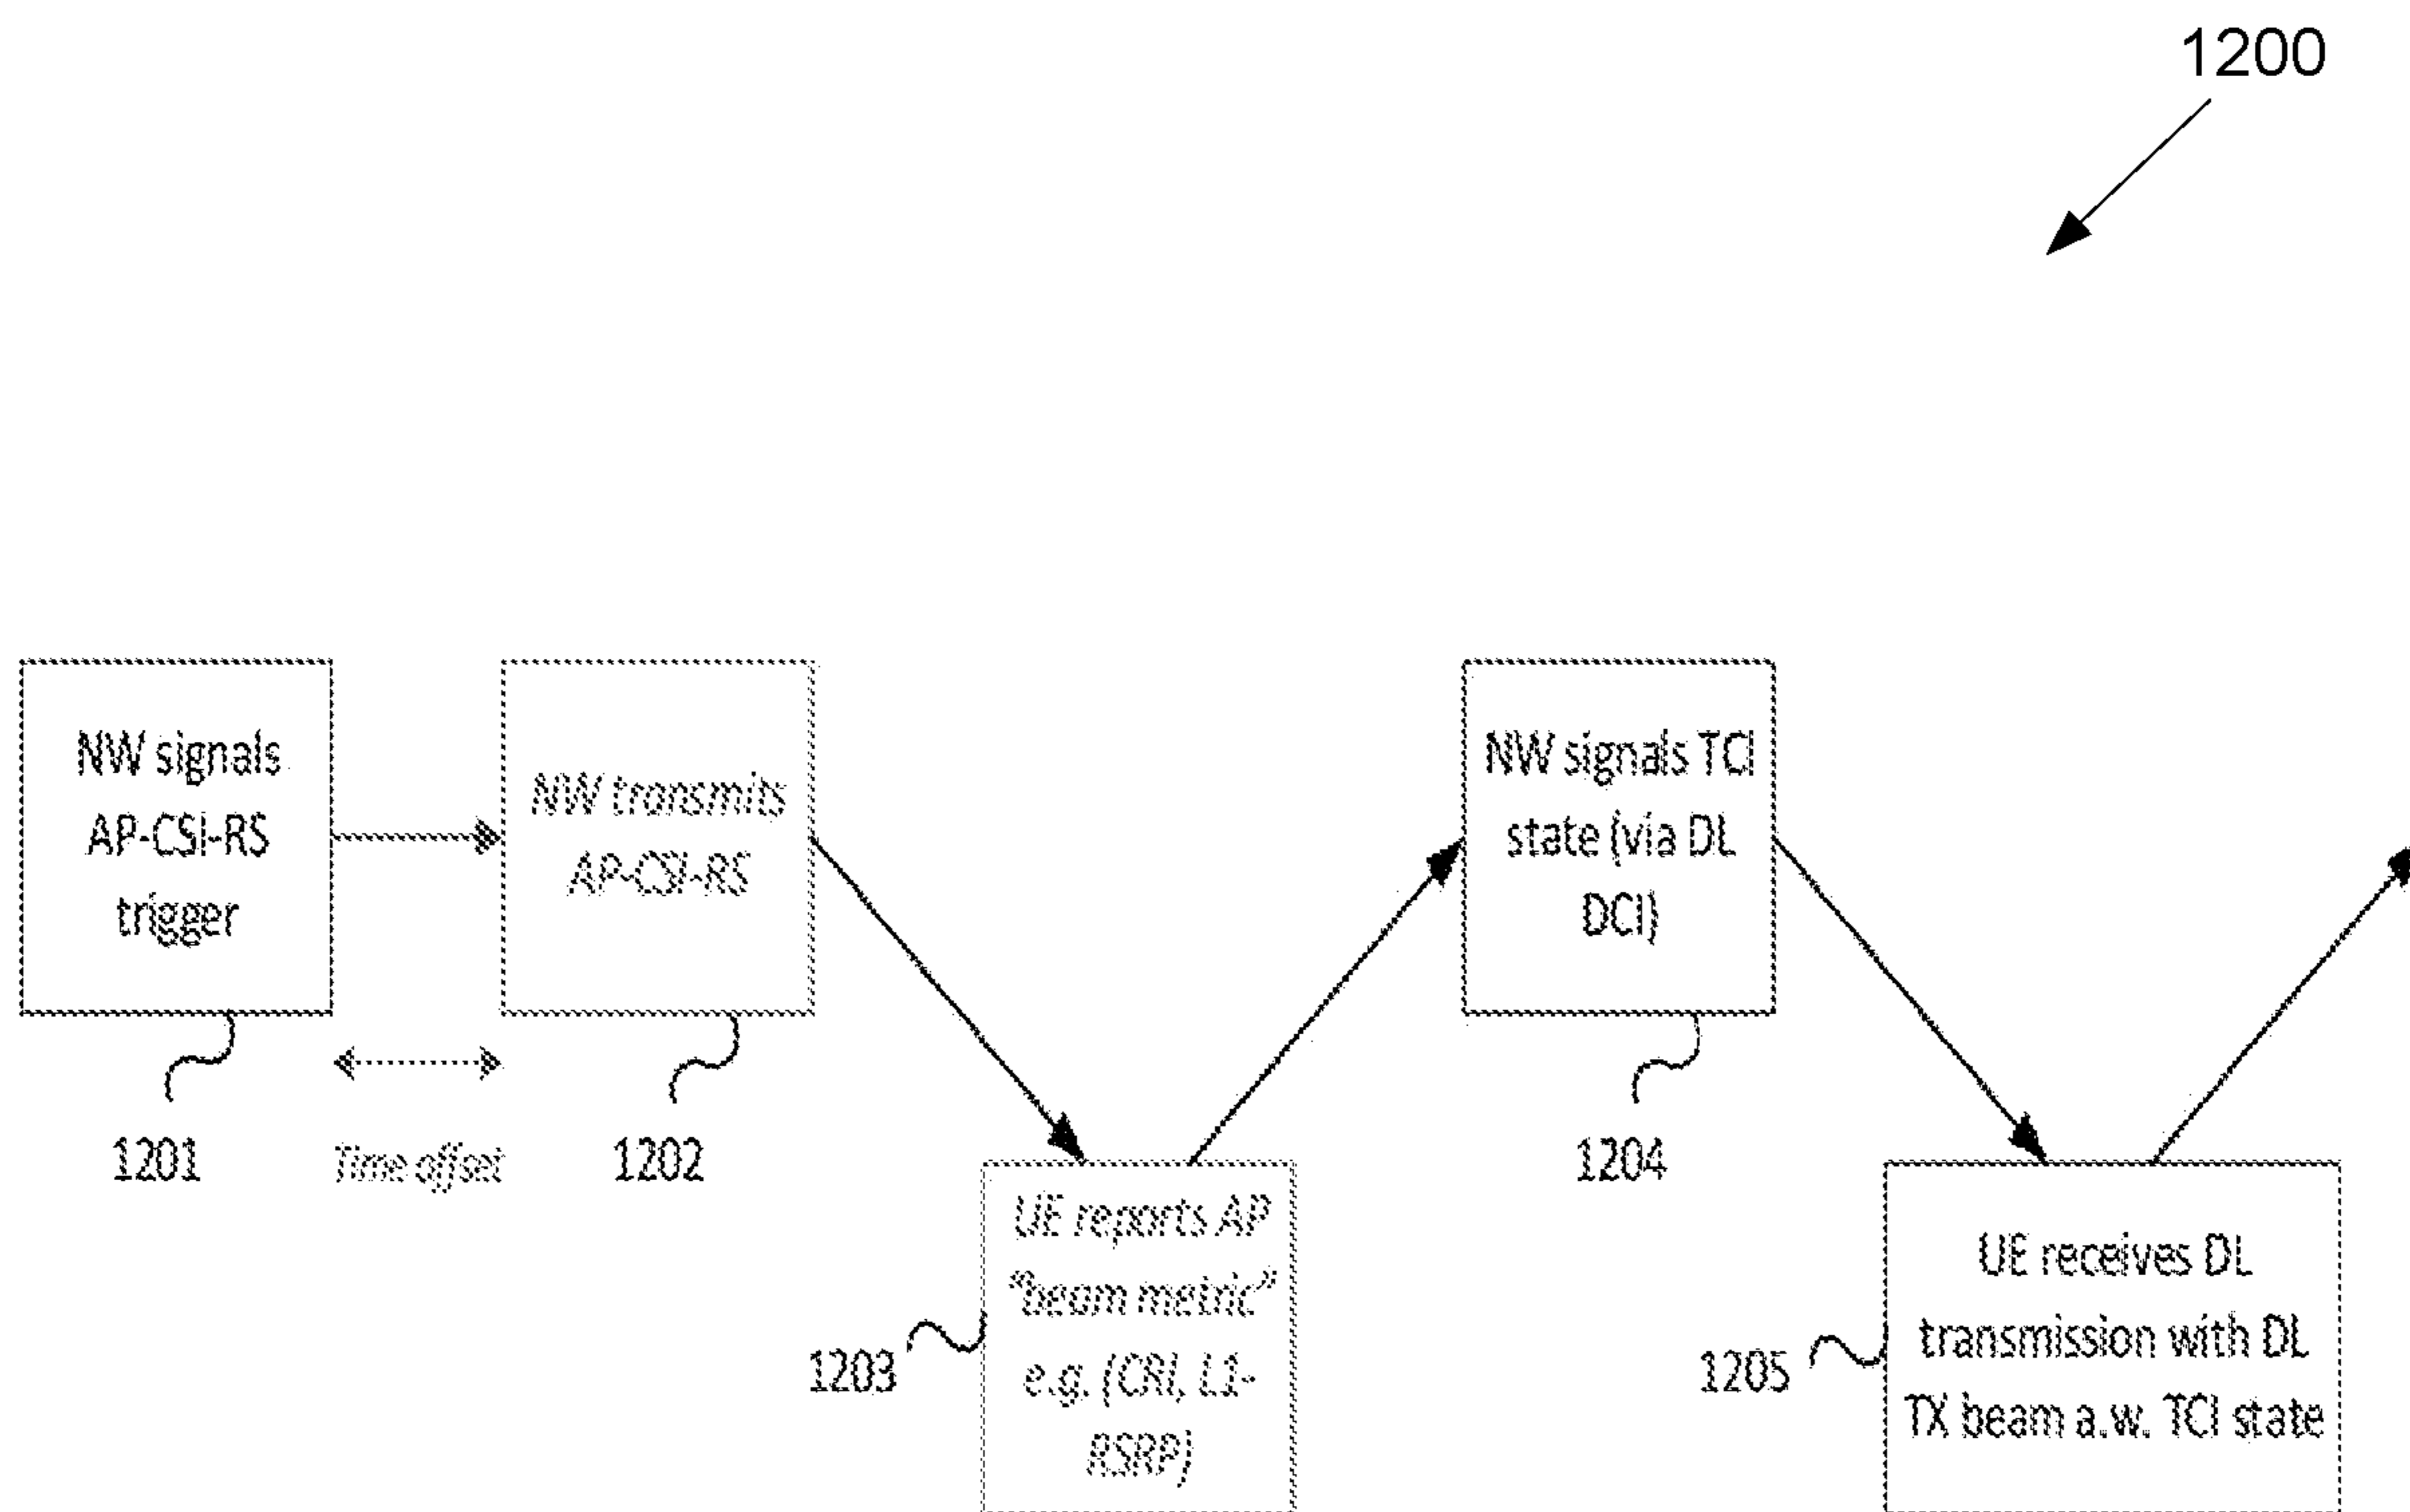 1200
NW signals
AP-CSI-RS
trigger
NW transmits
AP-CSI-RS
NW signals TCI
state (via DL
DCI)
1201
Time offset
1202
1204
UE reports AP
"beam metric"
e.g. (CRI, L1-
RSRP)
1203
UE receives DL
transmission with DL
TX beam a.w. TCI state
1205